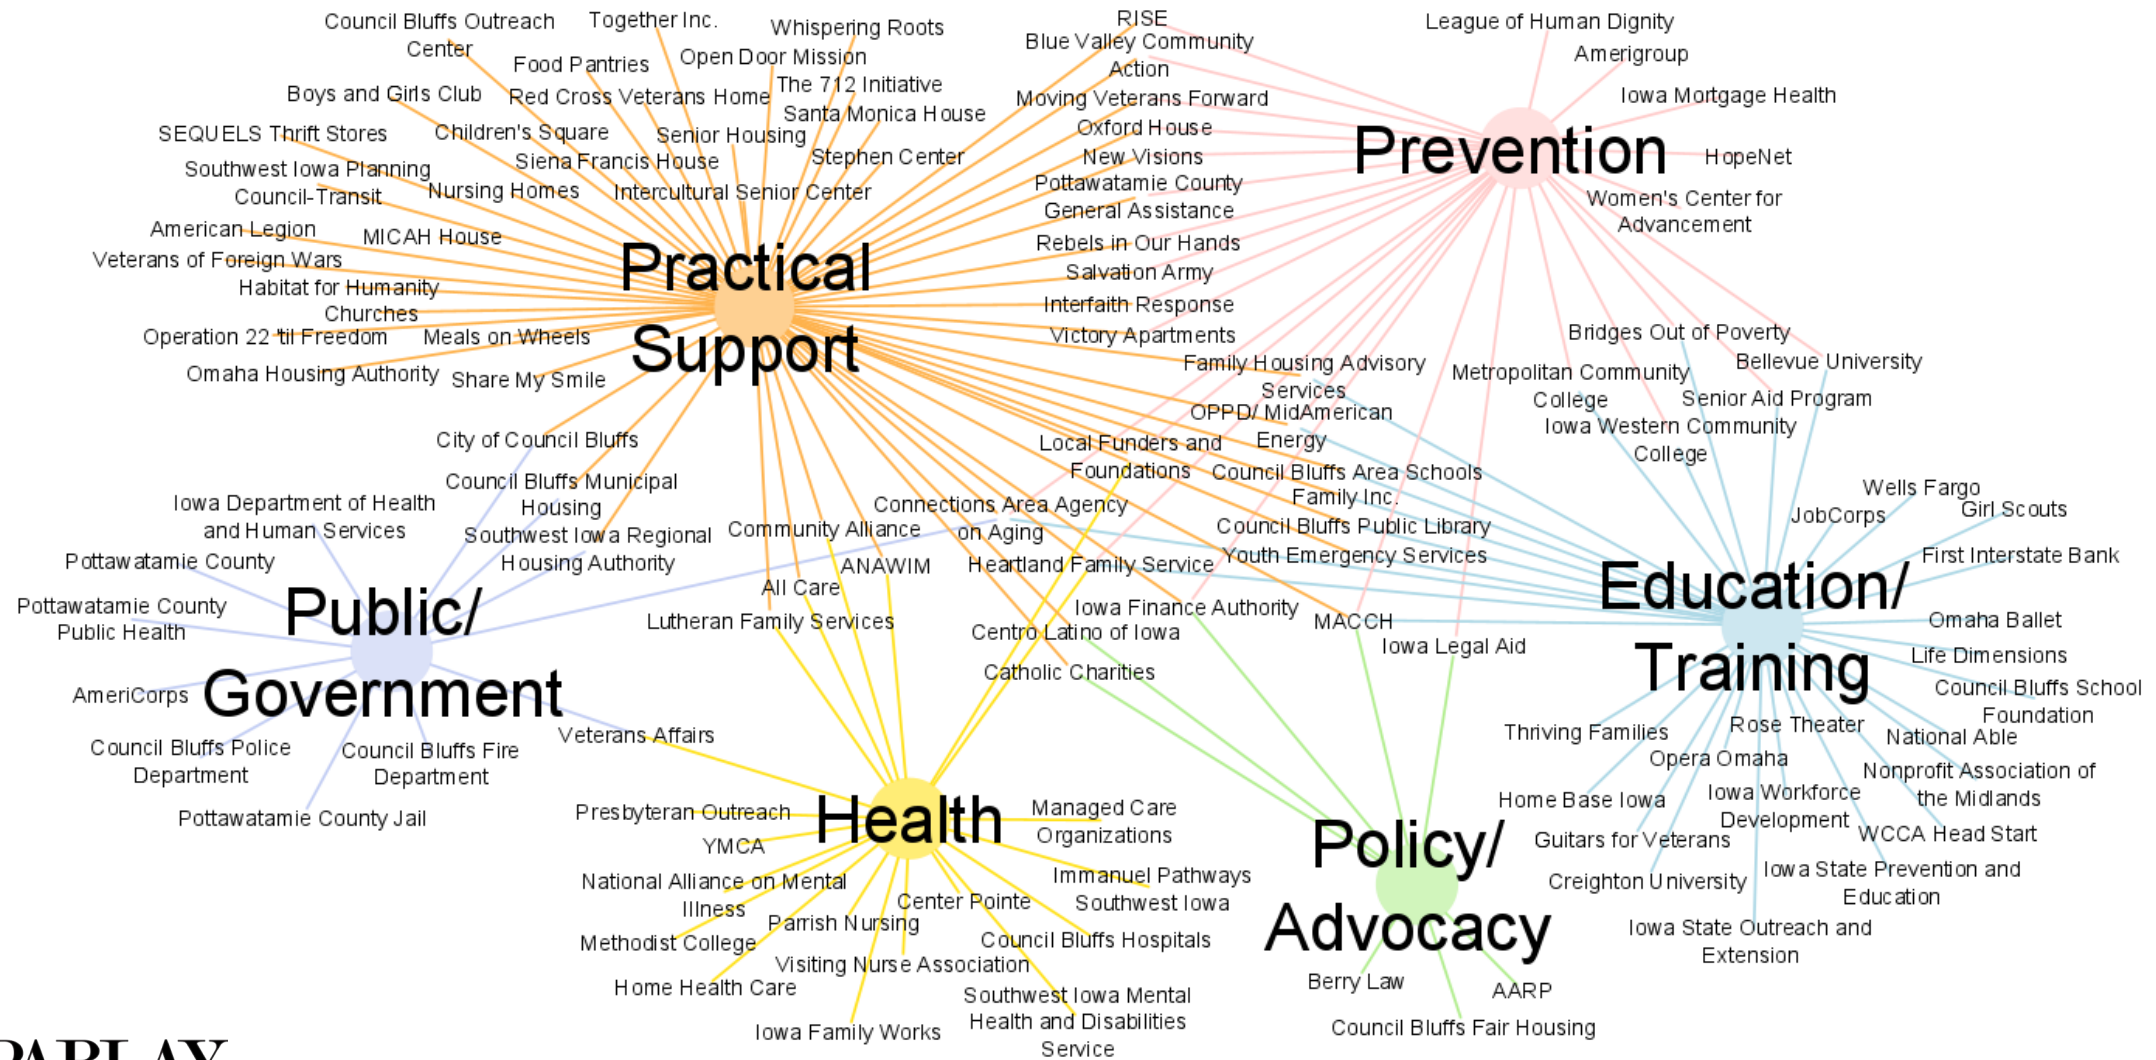 Council Bluffs Outreach
Center
Together Inc.
Whispering Roots
Food Pantries
Open Door Mission
Boys and Girls Club
Red Cross Veterans Home
The 712 Initiative
Santa Monica House
SEQUELS Thrift Stores
Children's Square
Senior Housing
Siena Francis House
Stephen Center
Southwest Iowa Planning
Council-Transit
Nursing Homes
Intercultural Senior Center
American Legion
MICAH House
Veterans of Foreign Wars
Habitat for Humanity
Churches
Operation 22 'til Freedom
Meals on Wheels
Omaha Housing Authority
Share My Smile
Practical
Support
RISE
Blue Valley Community
Action
Moving Veterans Forward
Oxford House
New Visions
Pottawatamie County
General Assistance
Rebels in Our Hands
Salvation Army
Interfaith Response
Victory Apartments
League of Human Dignity
Amerigroup
Iowa Mortgage Health
Prevention
HopeNet
Women's Center for
Advancement
Family Housing Advisory
Services
OPPD/ MidAmerican
Energy
Local Funders and
Foundations
Council Bluffs Area Schools
Family Inc.
Connections Area Agency
on Aging
Council Bluffs Public Library
Heartland Family Service
Youth Emergency Services
Iowa Finance Authority
MACCH
Centro Latino of Iowa
Iowa Legal Aid
Catholic Charities
Bridges Out of Poverty
Bellevue University
Metropolitan Community
College
Senior Aid Program
Iowa Western Community
College
City of Council Bluffs
Council Bluffs Municipal
Housing
Southwest Iowa Regional
Housing Authority
Community Alliance
ANAWIM
All Care
Lutheran Family Services
Iowa Department of Health
and Human Services
Pottawatamie County
Pottawatamie County
Public Health
Public/
Government
AmeriCorps
Council Bluffs Police
Department
Council Bluffs Fire
Department
Pottawatamie County Jail
Veterans Affairs
Presbyteran Outreach
YMCA
Health
Managed Care
Organizations
National Alliance on Mental
Illness
Parrish Nursing
Center Pointe
Immanuel Pathways
Southwest Iowa
Methodist College
Council Bluffs Hospitals
Visiting Nurse Association
Home Health Care
Southwest Iowa Mental
Health and Disabilities
Service
Iowa Family Works
Policy/
Advocacy
Berry Law
AARP
Council Bluffs Fair Housing
Wells Fargo
JobCorps
Girl Scouts
First Interstate Bank
Education/
Training
Omaha Ballet
Life Dimensions
Council Bluffs School
Foundation
Thriving Families
Rose Theater
National Able
Opera Omaha
Nonprofit Association of
the Midlands
Home Base Iowa
Iowa Workforce
Development
Guitars for Veterans
WCCA Head Start
Creighton University
Iowa State Prevention and
Education
Iowa State Outreach and
Extension